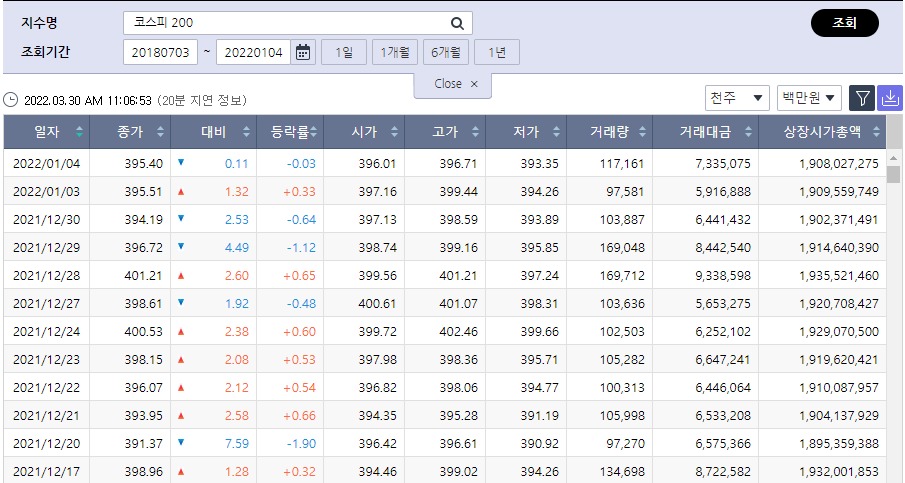 지수명 코스피 200 조회
조회기간 20180703 ~ 20220104 1일 1개월 6개월 1년
Close ×
2022.03.30 AM 11:06:53 (20분 지연 정보) 천주 ▼ 백만원 ▼
일자 종가 대비 등락률 시가 고가 저가 거래량 거래대금 상장시가총액
2022/01/04 395.40 ▼ 0.11 -0.03 396.01 396.71 393.35 117,161 7,335,075 1,908,027,275
2022/01/03 395.51 ▲ 1.32 +0.33 397.16 399.44 394.26 97,581 5,916,888 1,909,559,749
2021/12/30 394.19 ▼ 2.53 -0.64 397.13 398.59 393.89 103,887 6,441,432 1,902,371,491
2021/12/29 396.72 ▼ 4.49 -1.12 398.74 399.16 395.85 169,048 8,442,540 1,914,640,390
2021/12/28 401.21 ▲ 2.60 +0.65 399.56 401.21 397.24 169,712 9,338,598 1,935,521,460
2021/12/27 398.61 ▼ 1.92 -0.48 400.61 401.07 398.31 103,636 5,653,275 1,920,708,427
2021/12/24 400.53 ▲ 2.38 +0.60 399.72 402.46 399.66 102,503 6,252,102 1,929,070,500
2021/12/23 398.15 ▲ 2.08 +0.53 397.98 398.36 395.71 105,282 6,647,241 1,919,620,421
2021/12/22 396.07 ▲ 2.12 +0.54 396.82 398.06 394.77 100,313 6,446,064 1,910,087,957
2021/12/21 393.95 ▲ 2.58 +0.66 394.35 395.28 391.19 105,998 6,533,208 1,904,137,929
2021/12/20 391.37 ▼ 7.59 -1.90 396.42 396.61 390.92 97,270 6,575,366 1,895,359,388
2021/12/17 398.96 ▲ 1.28 +0.32 394.46 399.02 394.26 134,698 8,722,582 1,932,001,853